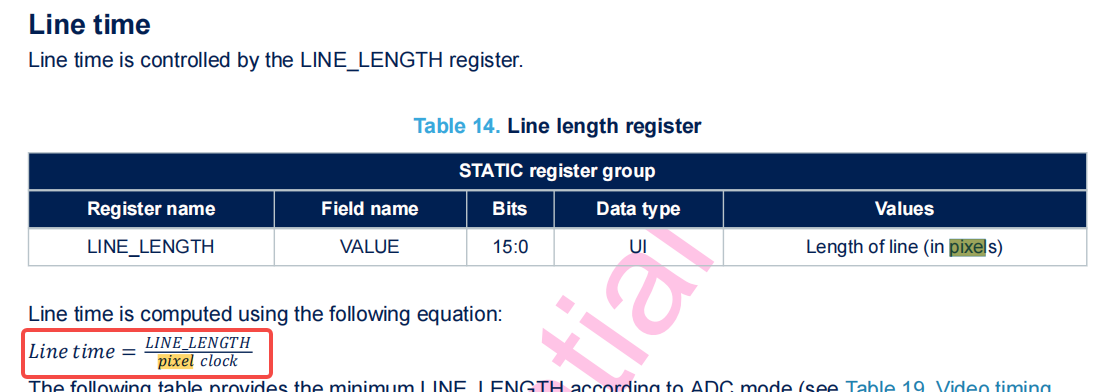 Line time
Line time is controlled by the LINE_LENGTH register.
Table 14. Line length register
STATIC register group
Register name Field name Bits Data type Values
LINE_LENGTH VALUE 15:0 UI Length of line (in pixels)
Line time is computed using the following equation:
Line time = LINE_LENGTH / pixel clock
The following table provides the minimum LINE_LENGTH according to ADC mode (see Table 19. Video timing
tial